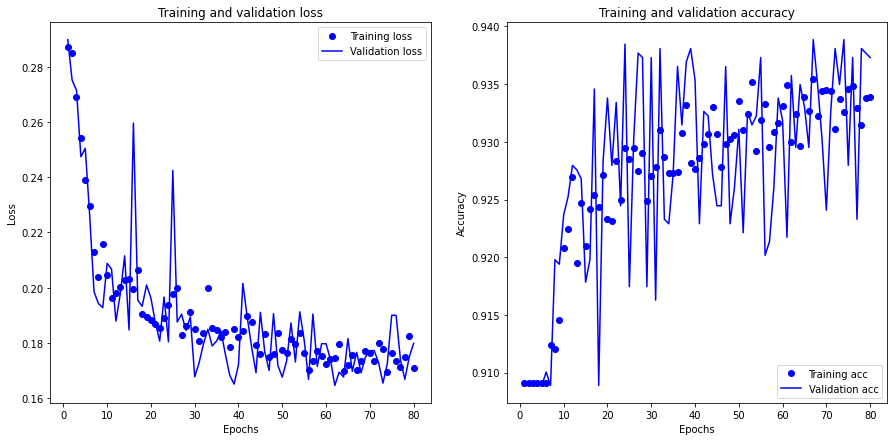 Training and validation loss
Training loss
Validation loss
Loss
0.28
0.26
0.24
0.22
0.20
0.18
0.16
0 10 20 30 40 50 60 70 80
Epochs
Training and validation accuracy
Accuracy
0.940
0.935
0.930
0.925
0.920
0.915
0.910
Training acc
Validation acc
0 10 20 30 40 50 60 70 80
Epochs